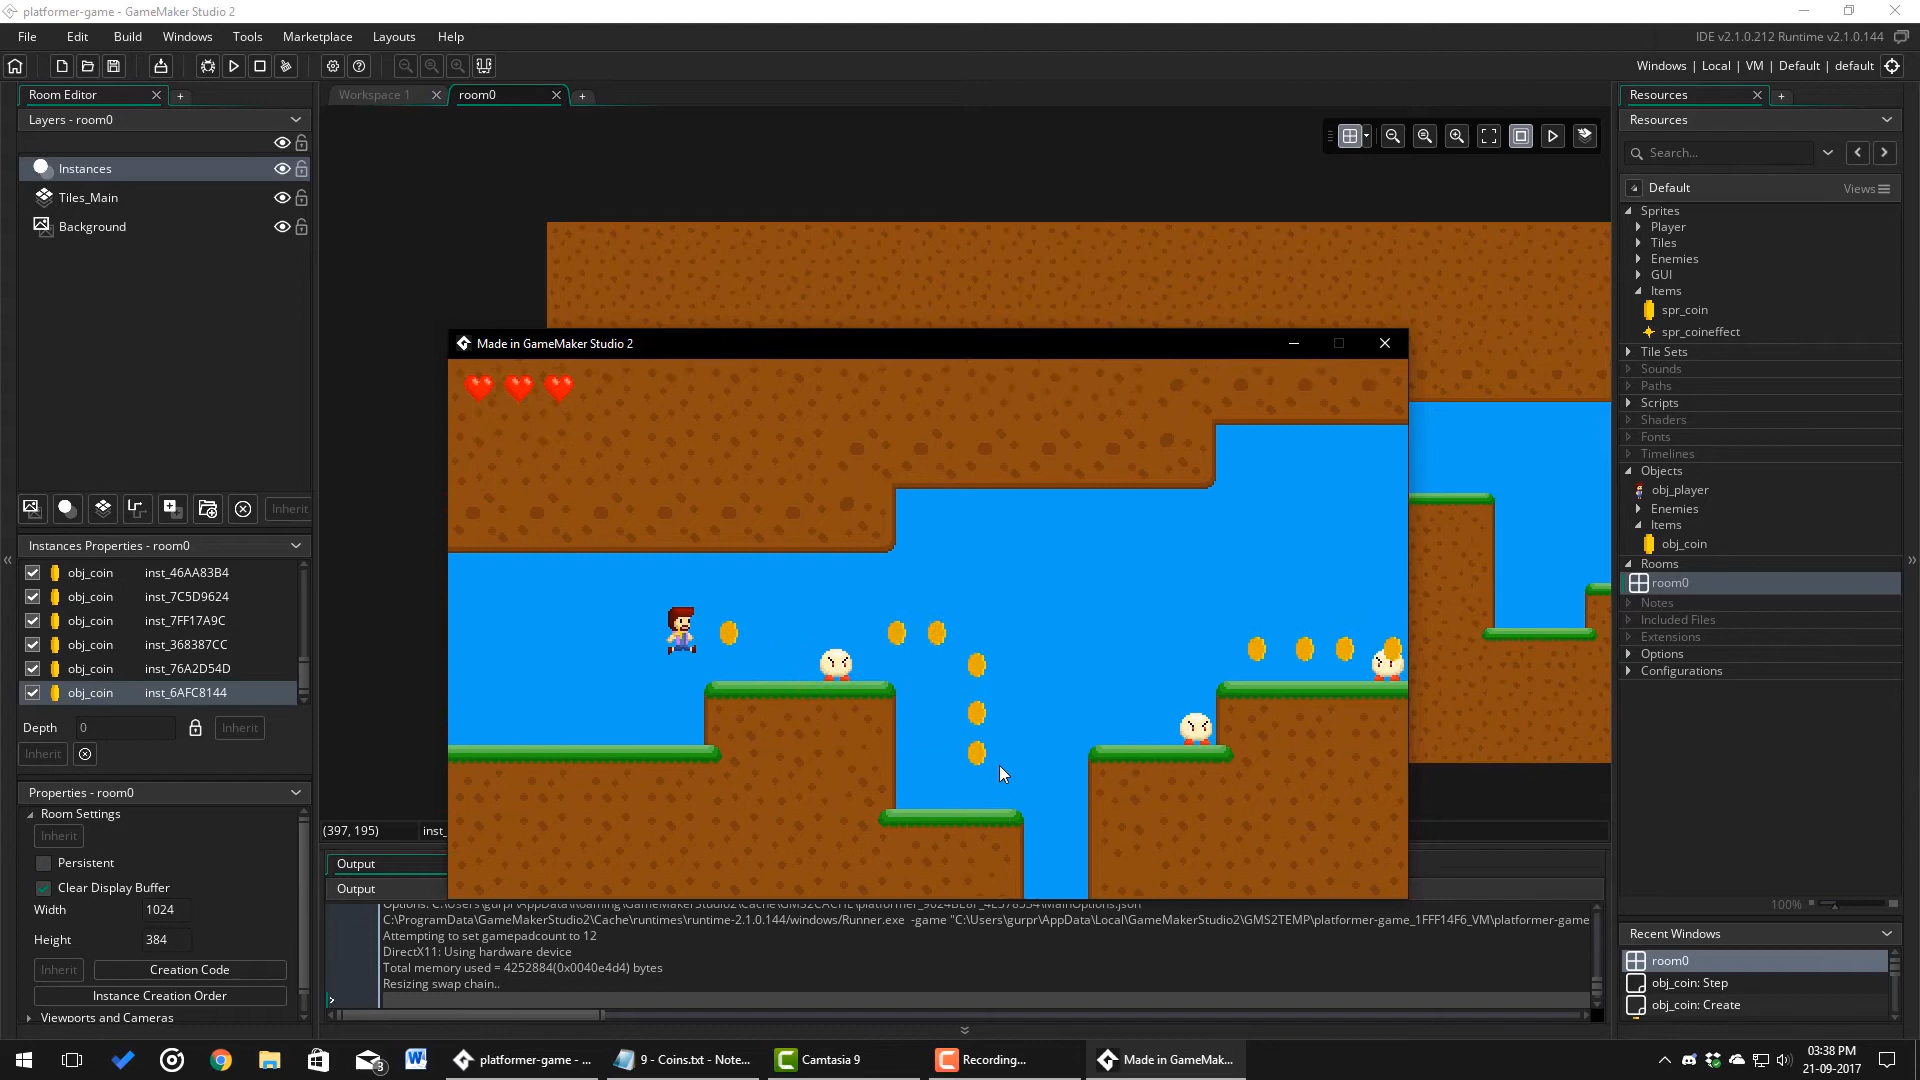 platformer-game - GameMaker Studio 2
File Edit Build Windows Tools Marketplace Layouts Help
IDE v2.1.0.212 Runtime v2.1.0.144
Windows | Local | VM | Default | default
Room Editor
Workspace 1
room0
Resources
Layers - room0
Resources
Search...
Instances
Tiles_Main
Background
Default
Views
Sprites
Player
Tiles
Enemies
GUI
Items
spr_coin
spr_coineffect
Tile Sets
Sounds
Paths
Scripts
Shaders
Fonts
Timelines
Objects
obj_player
Enemies
Items
obj_coin
Rooms
room0
Notes
Included Files
Extensions
Options
Configurations
100%
Made in GameMaker Studio 2
Inherit
Instances Properties - room0
obj_coin inst_46AA83B4
obj_coin inst_7C5D9624
obj_coin inst_7FF17A9C
obj_coin inst_368387CC
obj_coin inst_76A2D54D
obj_coin inst_6AFC8144
Depth 0 Inherit
Inherit
Properties - room0
Room Settings
Inherit
Persistent
Clear Display Buffer
Width 1024
Height 384
Inherit Creation Code
Instance Creation Order
Viewports and Cameras
(397, 195) inst_
Output
Output
C:\ProgramData\GameMakerStudio2\Cache\runtimes\runtime-2.1.0.144/windows/Runner.exe -game "C:\Users\gurpr\AppData\Local\GameMakerStudio2\GMS2TEMP\platformer-game_1FFF14F6_VM\platformer-game
Attempting to set gamepadcount to 12
DirectX11: Using hardware device
Total memory used = 4252884(0x0040e4d4) bytes
Resizing swap chain..
Recent Windows
room0
obj_coin: Step
obj_coin: Create
3
platformer-game - ...
9 - Coins.txt - Note...
Camtasia 9
Recording...
Made in GameMak...
03:38 PM
21-09-2017